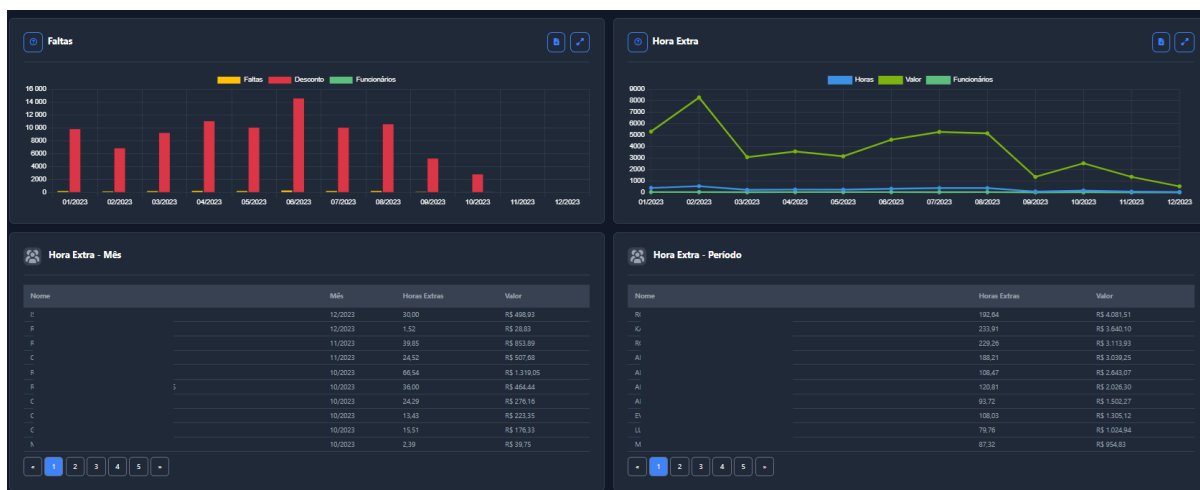 Faltas
Faltas Desconto Funcionários
16 000
14 000
12 000
10 000
8000
6000
4000
2000
0
01/2023 02/2023 03/2023 04/2023 05/2023 06/2023 07/2023 08/2023 09/2023 10/2023 11/2023 12/2023
Hora Extra
Horas Valor Funcionários
9000
8000
7000
6000
5000
4000
3000
2000
1000
0
01/2023 02/2023 03/2023 04/2023 05/2023 06/2023 07/2023 08/2023 09/2023 10/2023 11/2023 12/2023
Hora Extra - Mês
Nome Mês Horas Extras Valor
12/2023 30,00 R$ 498,93
F 12/2023 1,52 R$ 28,83
F 11/2023 39,85 R$ 853,89
C 11/2023 24,52 R$ 507,68
F 10/2023 66,54 R$ 1.319,05
F S 10/2023 36,00 R$ 464,44
C 10/2023 24,29 R$ 276,16
C 10/2023 13,43 R$ 223,35
C 10/2023 15,51 R$ 176,33
10/2023 2,39 R$ 39,75
« 1 2 3 4 5 »
Hora Extra - Período
Nome Horas Extras Valor
192,64 R$ 4.081,51
233,91 R$ 3.640,10
229,26 R$ 3.113,93
AI 188,21 R$ 3.039,25
AI 108,47 R$ 2.643,07
AI 120,81 R$ 2.026,30
AI 93,72 R$ 1.502,27
108,03 R$ 1.305,12
79,76 R$ 1.024,94
M 87,32 R$ 954,83
« 1 2 3 4 5 »